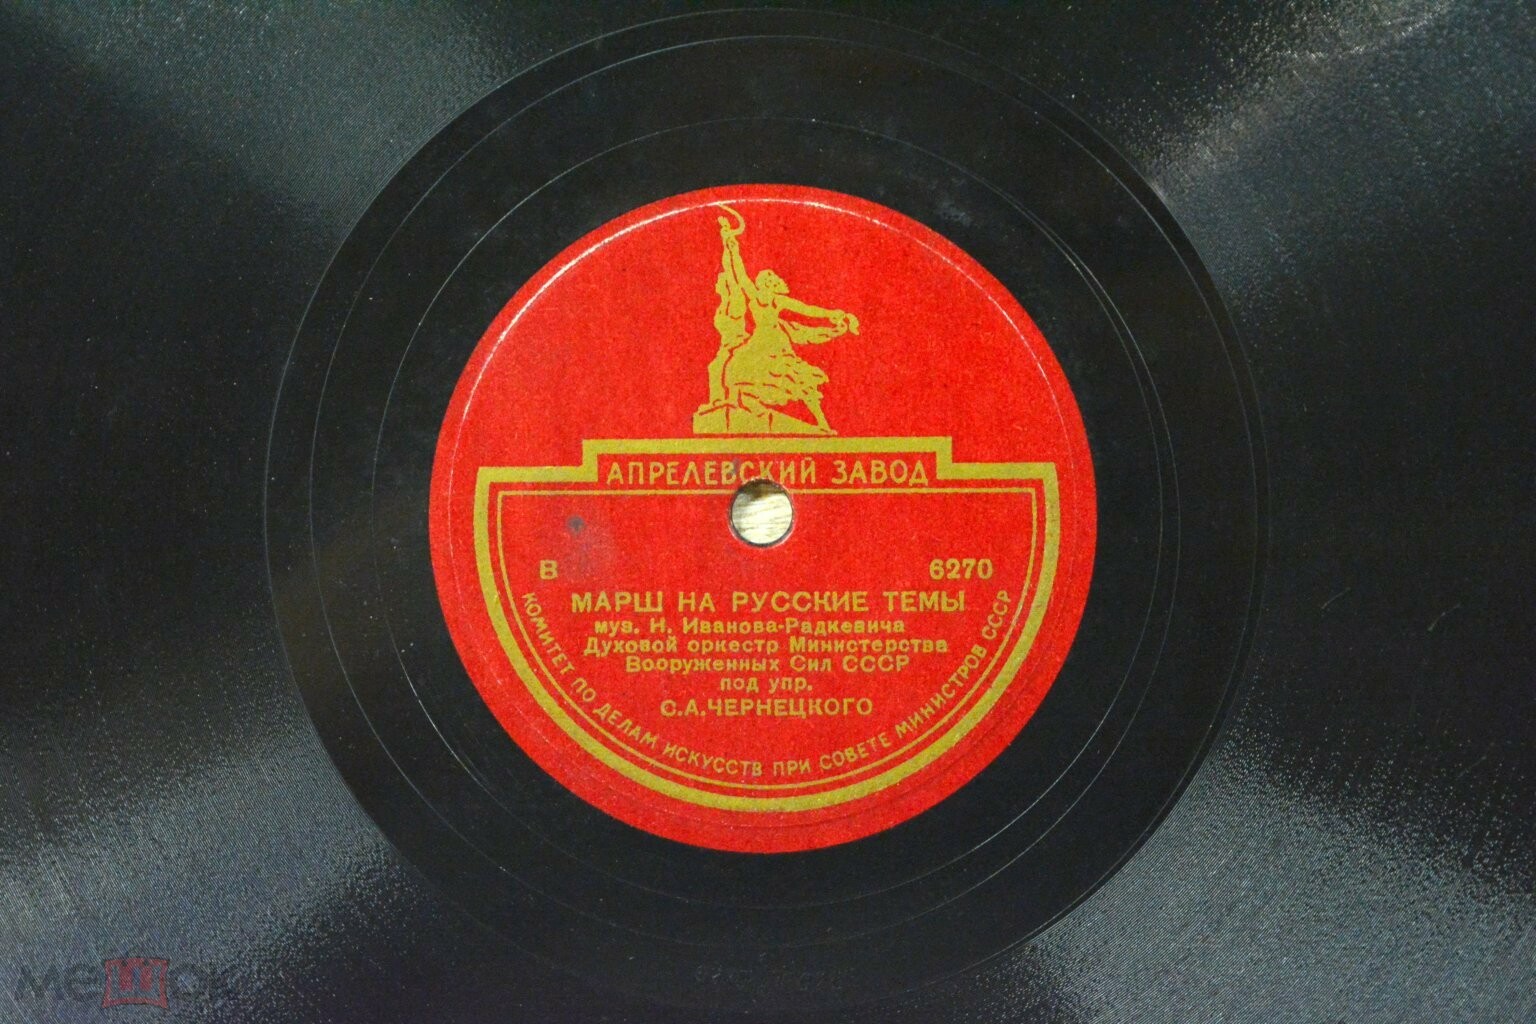 АПРЕЛЕВСКИЙ ЗАВОД
В 6270
МАРШ НА РУССКИЕ ТЕМЫ
муз. Н. Иванова-Радкевича
Духовой оркестр Министерства
Вооруженных Сил СССР
под упр.
С.А.ЧЕРНЕЦКОГО
КОМИТЕТ ПО ДЕЛАМ ИСКУССТВ ПРИ СОВЕТЕ МИНИСТРОВ СССР
мешок